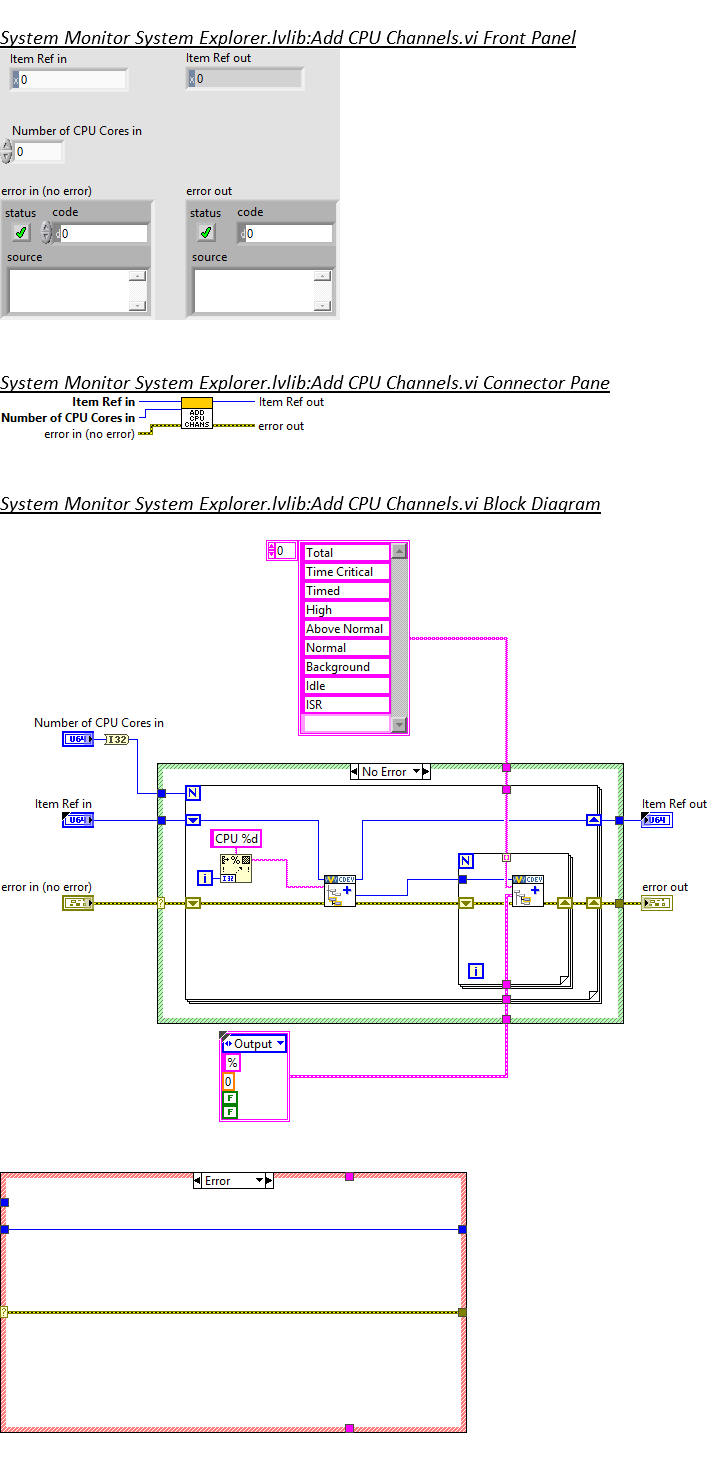 System Monitor System Explorer.lvlib:Add CPU Channels.vi Front Panel
Item Ref in
Item Ref out
x 0
x 0
Number of CPU Cores in
0
error in (no error)
error out
status code
status code
d 0
d 0
source
source
System Monitor System Explorer.lvlib:Add CPU Channels.vi Connector Pane
Item Ref in
Item Ref out
Number of CPU Cores in
ADD CPU CHANS
error in (no error)
error out
System Monitor System Explorer.lvlib:Add CPU Channels.vi Block Diagram
0
Total
Time Critical
Timed
High
Above Normal
Normal
Background
Idle
ISR
Number of CPU Cores in
U64 I32
No Error
N
Item Ref in
U64
Item Ref out
U64
CPU %d
%
i
I32
CDEV
N
CDEV
error in (no error)
error out
?
i
Output
%
0
F
F
Error
?